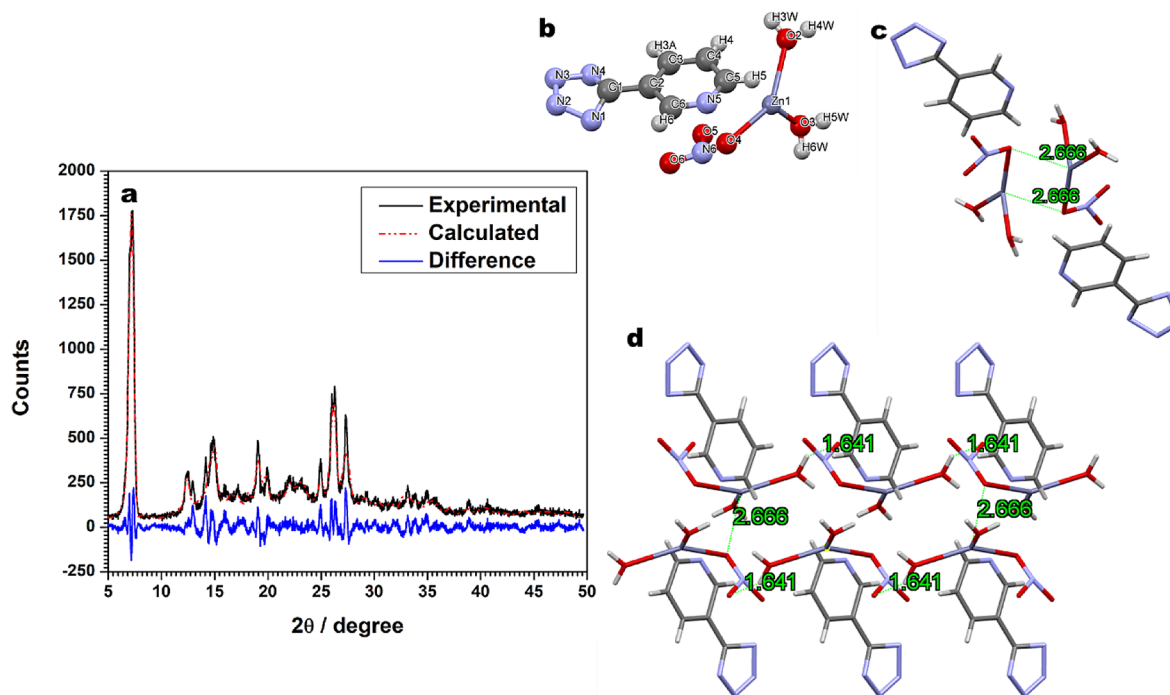 a
2000
1750
1500
1250
1000
750
500
250
0
-250
Counts
Experimental
Calculated
Difference
5 10 15 20 25 30 35 40 45 50
2θ / degree
b
H3W
H4W
O2
H4
H3A
C4
C3
N4
N3
C5
H5
C1
C2
Zn1
N2
N5
C6
N1
H6
O5
O3
H5W
O4
N6
H6W
O6
c
2.666
2.666
d
1.641
1.641
2.666
2.666
1.641
1.641